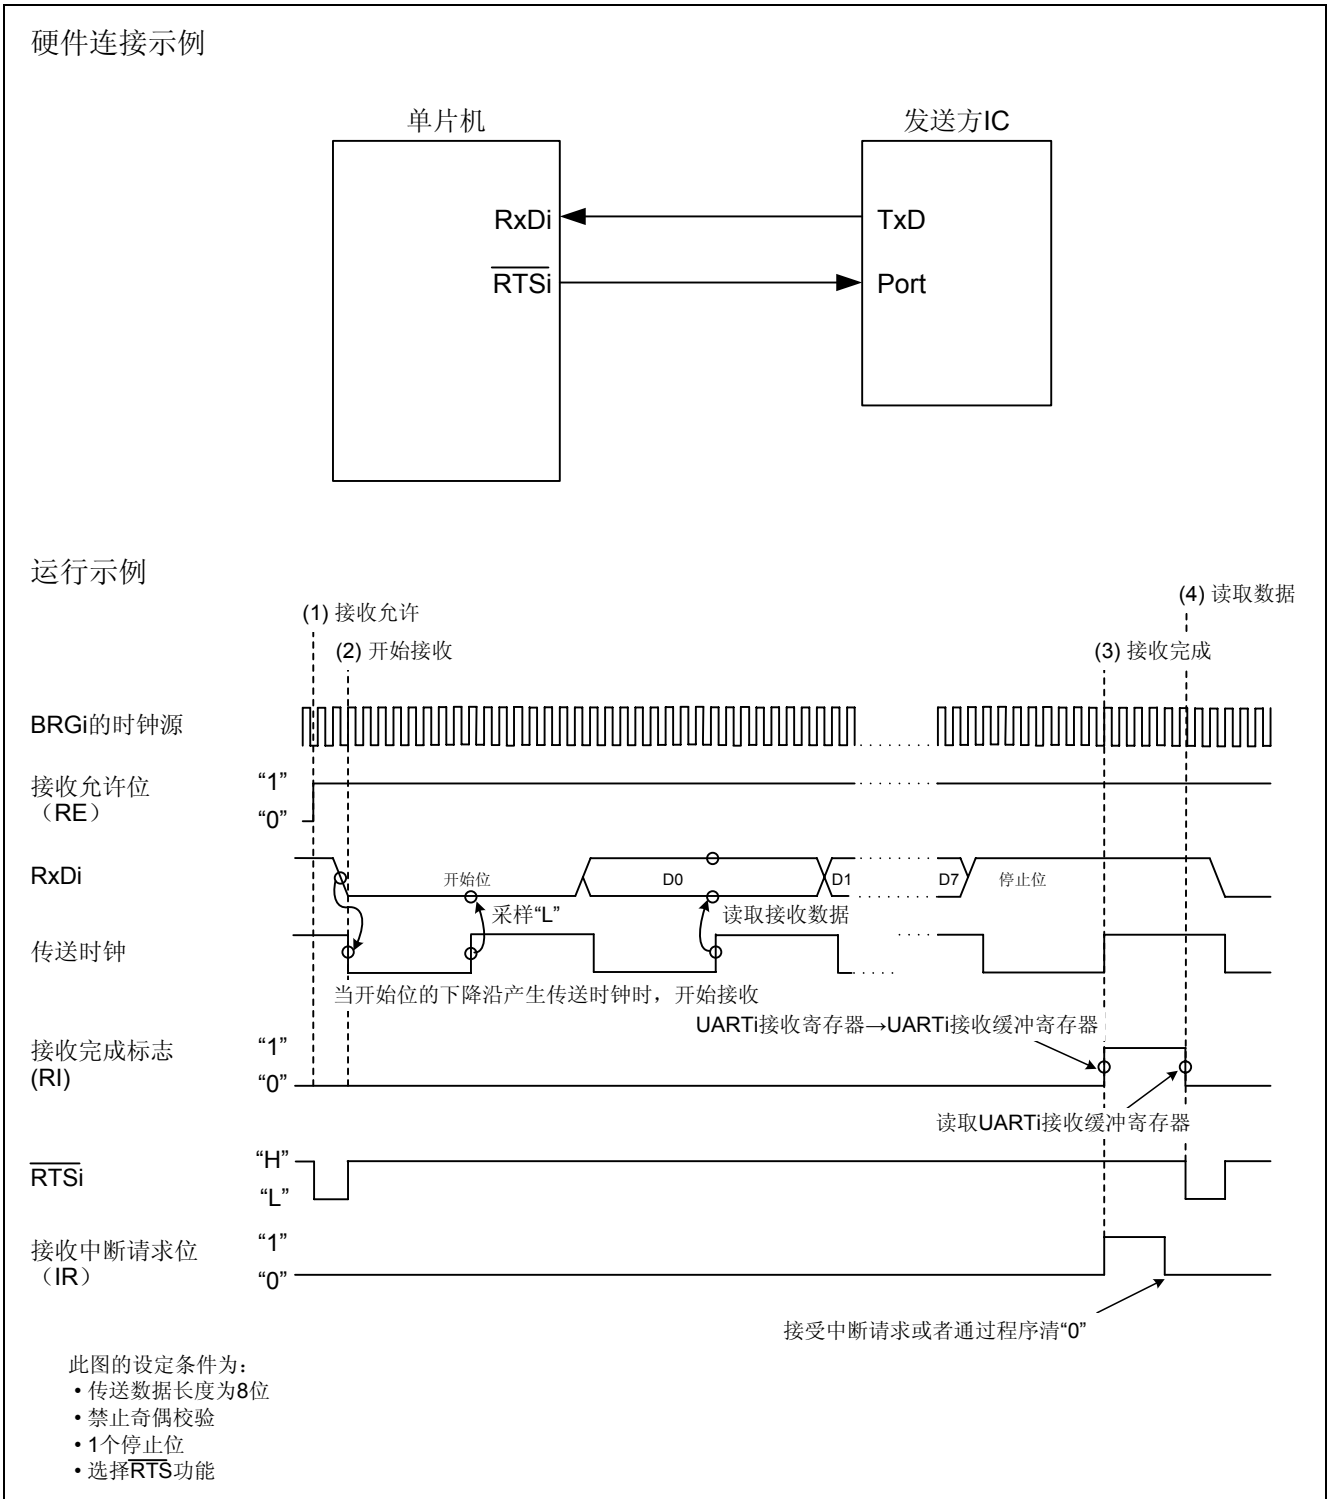 硬件连接示例
单片机
发送方IC
RxDi
TxD
RTSi
Port
运行示例
(4) 读取数据
(1) 接收允许
(2) 开始接收
(3) 接收完成
BRGi的时钟源
接收允许位
（RE）
“1”
“0”
RxDi
开始位
D0
D1
D7
停止位
采样“L”
读取接收数据
传送时钟
当开始位的下降沿产生传送时钟时，开始接收
UARTi接收寄存器→UARTi接收缓冲寄存器
接收完成标志
(RI)
“1”
“0”
读取UARTi接收缓冲寄存器
RTSi
“H”
“L”
接收中断请求位
（IR）
“1”
“0”
接受中断请求或者通过程序清“0”
此图的设定条件为：
• 传送数据长度为8位
• 禁止奇偶校验
• 1个停止位
• 选择RTS功能